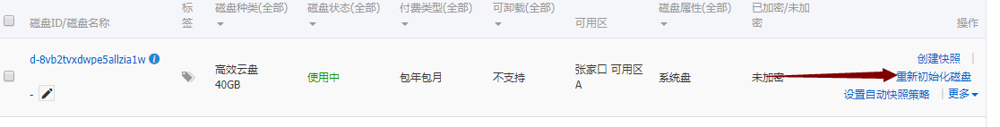 磁盘ID/磁盘名称
标签
磁盘种类(全部)
磁盘状态(全部)
付费类型(全部)
可卸载(全部)
可用区
磁盘属性(全部)
已加密/未加密
操作
d-8vb2tvxdwpe5allzia1w
-
高效云盘
40GB
使用中
包年包月
不支持
张家口 可用区
A
系统盘
未加密
创建快照 |
重新初始化磁盘
设置自动快照策略 | 更多